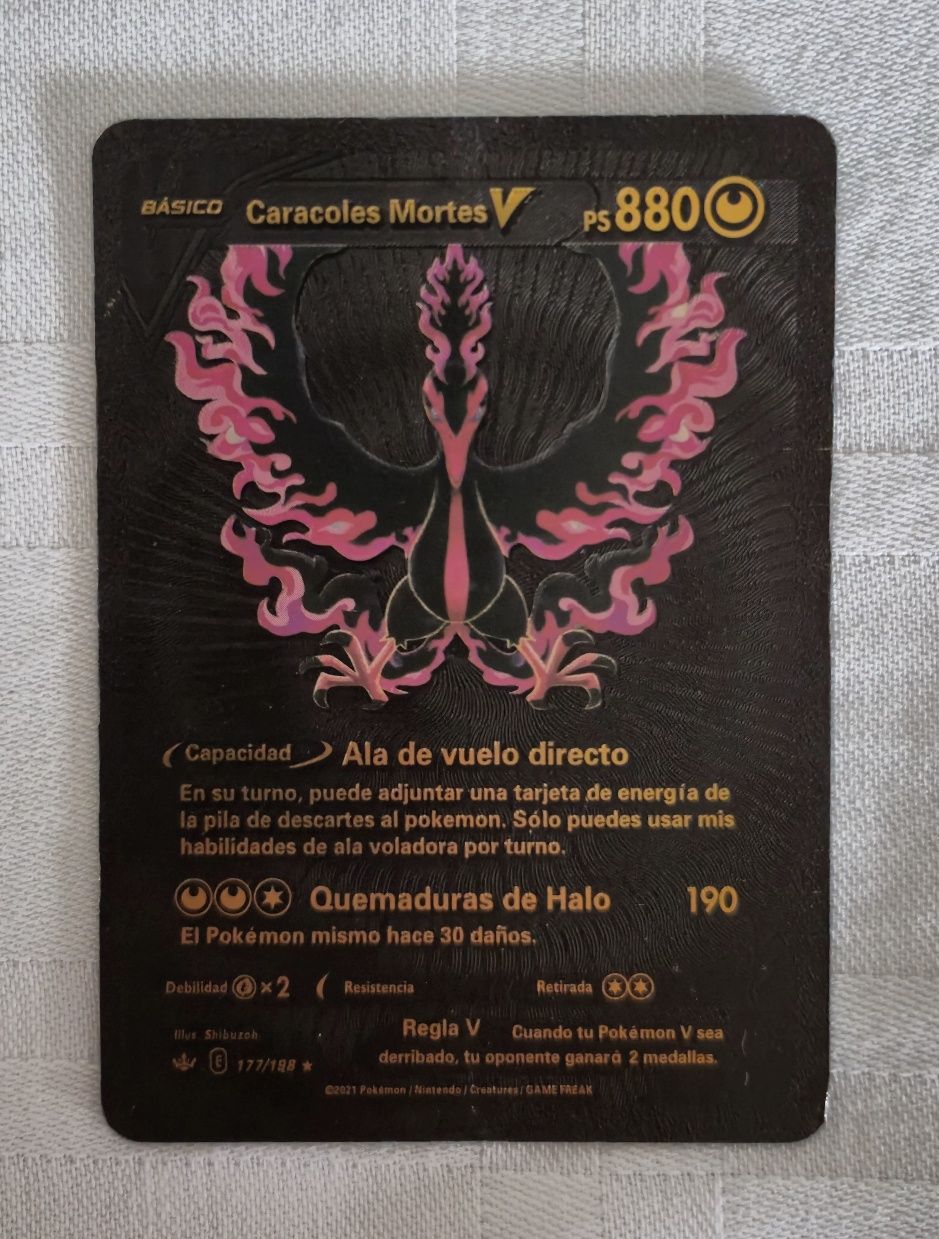 BÁSICO Caracoles Mortes V PS 880
Capacidad Ala de vuelo directo
En su turno, puede adjuntar una tarjeta de energía de
la pila de descartes al pokemon. Sólo puedes usar mis
habilidades de ala voladora por turno.
Quemaduras de Halo 190
El Pokémon mismo hace 30 daños.
Debilidad ×2 Resistencia Retirada
Illus Shibuzoh
Regla V Cuando tu Pokémon V sea
derribado, tu oponente ganará 2 medallas.
E 177/198 ★
©2021 Pokémon / Nintendo / Creatures / GAME FREAK